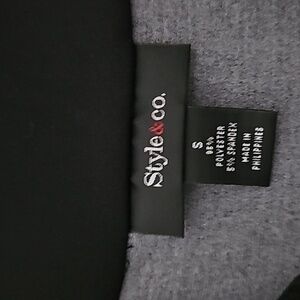 Style&co.
S
95%
POLYESTER
5% SPANDEX
MADE IN
PHILIPPINES